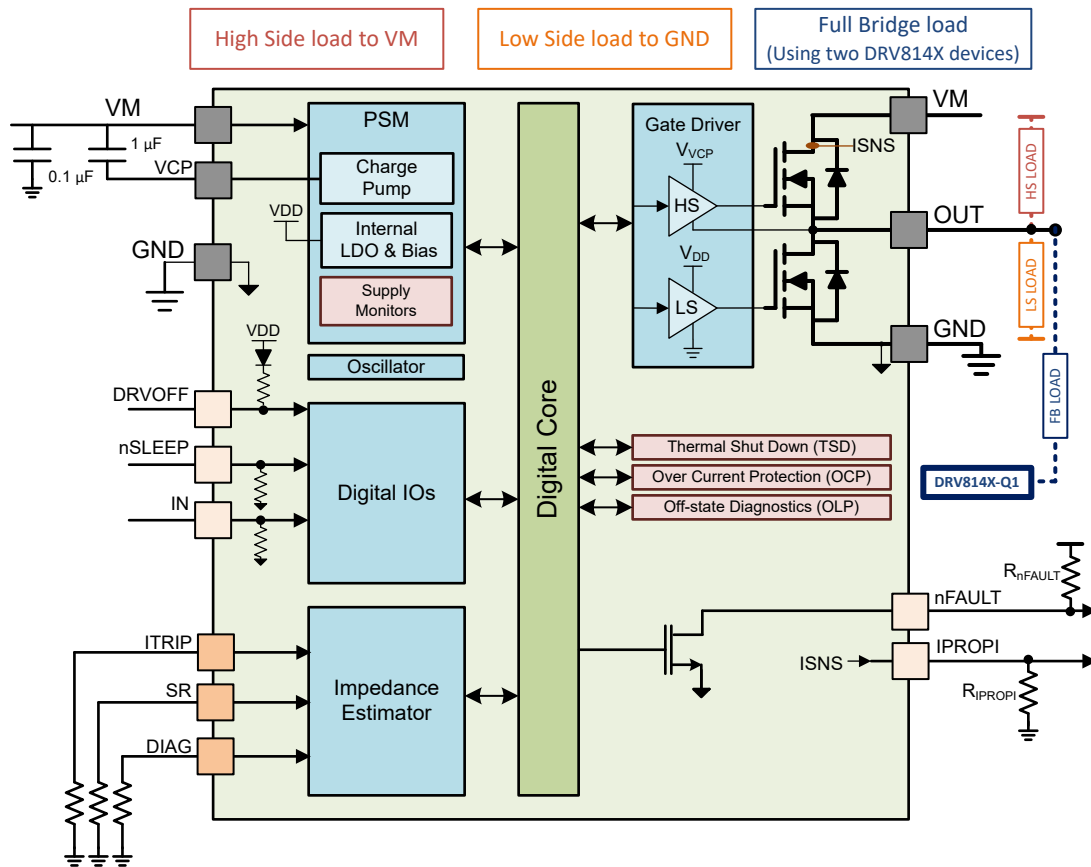 High Side load to VM
Low Side load to GND
Full Bridge load
(Using two DRV814X devices)
VM
1 µF
0.1 µF
VCP
GND
PSM
Charge
Pump
VDD
Internal
LDO & Bias
Supply
Monitors
Oscillator
VDD
DRVOFF
nSLEEP
IN
Digital IOs
ITRIP
SR
DIAG
Impedance
Estimator
Digital Core
Gate Driver
VVCP
HS
VDD
LS
ISNS
VM
OUT
GND
HS LOAD
LS LOAD
FB LOAD
DRV814X-Q1
Thermal Shut Down (TSD)
Over Current Protection (OCP)
Off-state Diagnostics (OLP)
RnFAULT
nFAULT
IPROPI
ISNS
RIPROPI